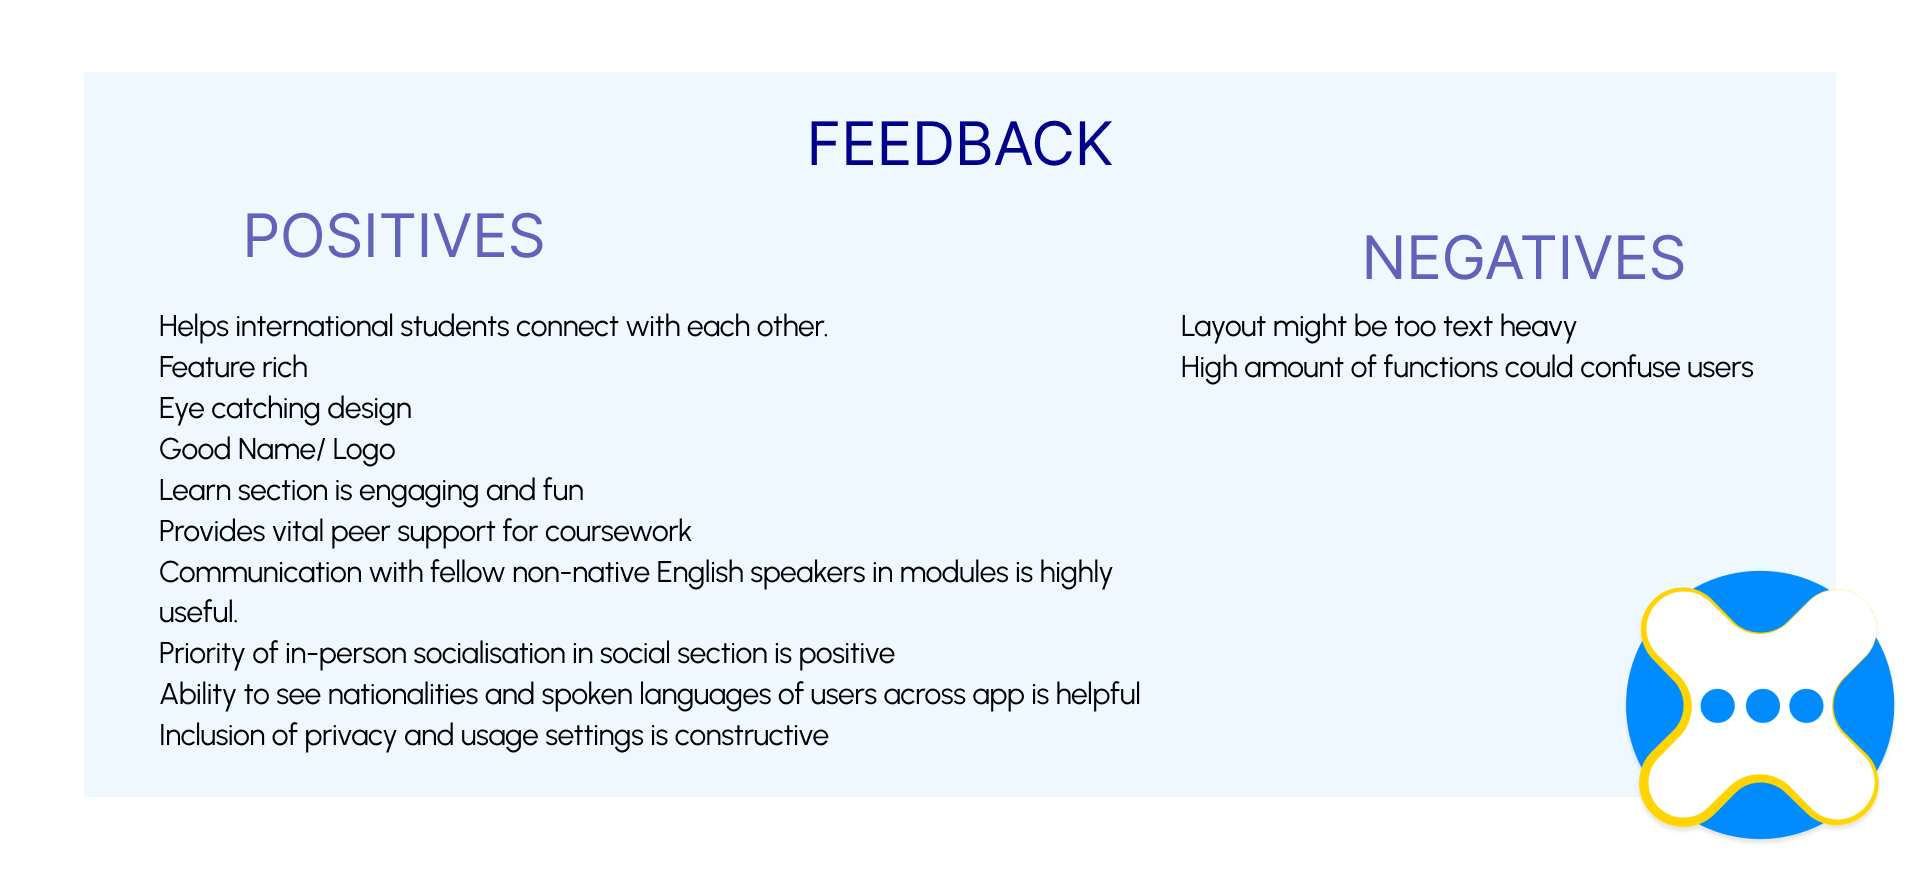 FEEDBACK
POSITIVES
Helps international students connect with each other.
Feature rich
Eye catching design
Good Name/ Logo
Learn section is engaging and fun
Provides vital peer support for coursework
Communication with fellow non-native English speakers in modules is highly
useful.
Priority of in-person socialisation in social section is positive
Ability to see nationalities and spoken languages of users across app is helpful
Inclusion of privacy and usage settings is constructive
NEGATIVES
Layout might be too text heavy
High amount of functions could confuse users